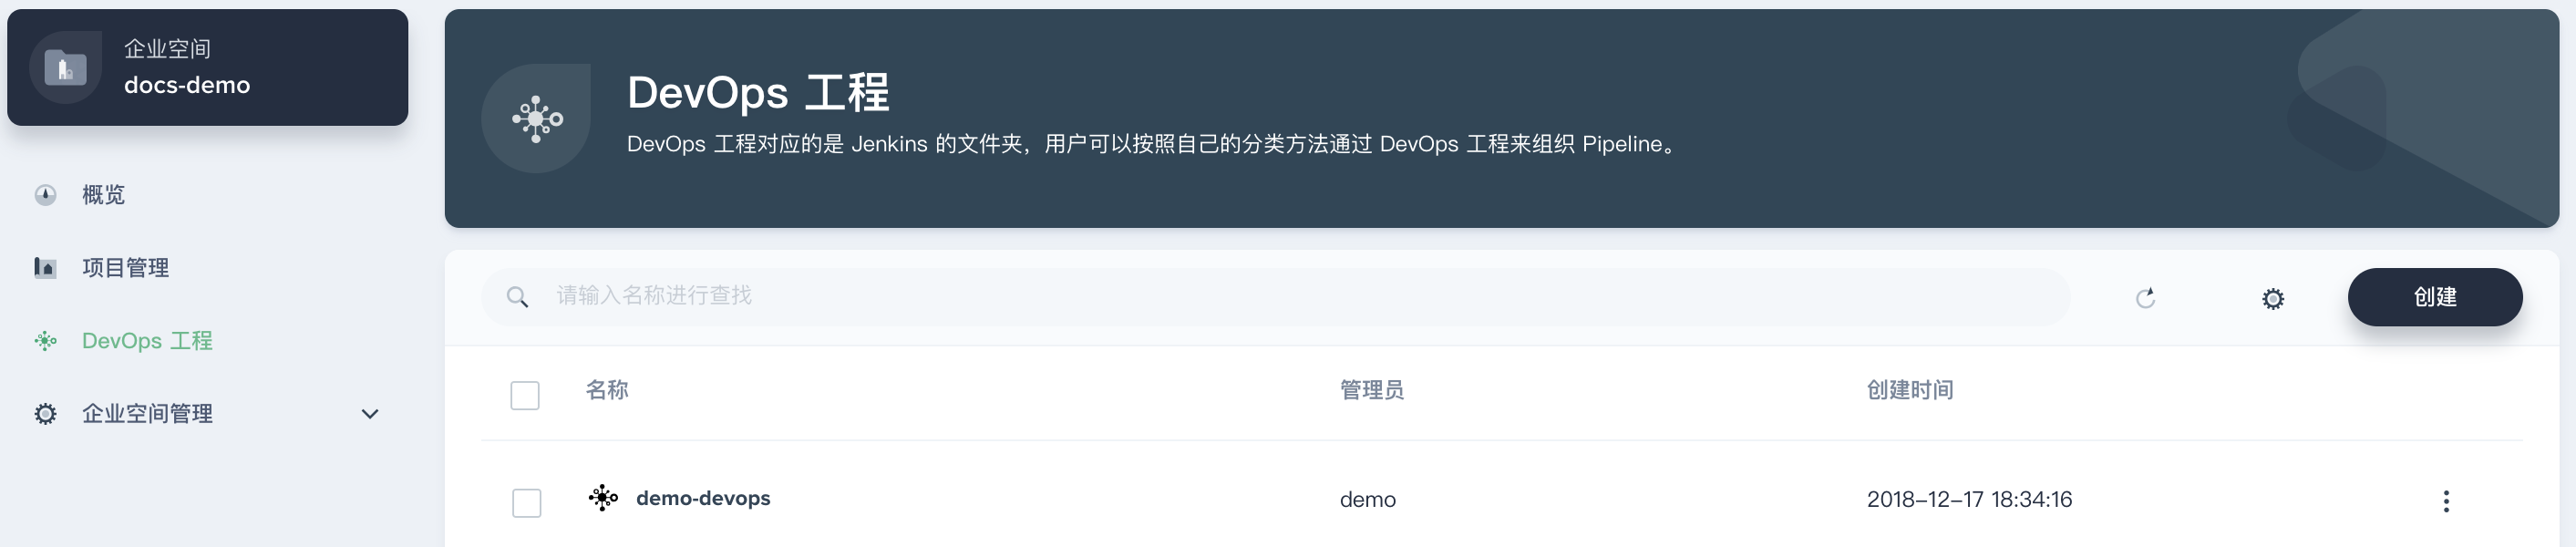 企业空间
docs-demo
概览
项目管理
DevOps 工程
企业空间管理
DevOps 工程
DevOps 工程对应的是 Jenkins 的文件夹，用户可以按照自己的分类方法通过 DevOps 工程来组织 Pipeline。
请输入名称进行查找
创建
名称 管理员 创建时间
demo-devops demo 2018-12-17 18:34:16